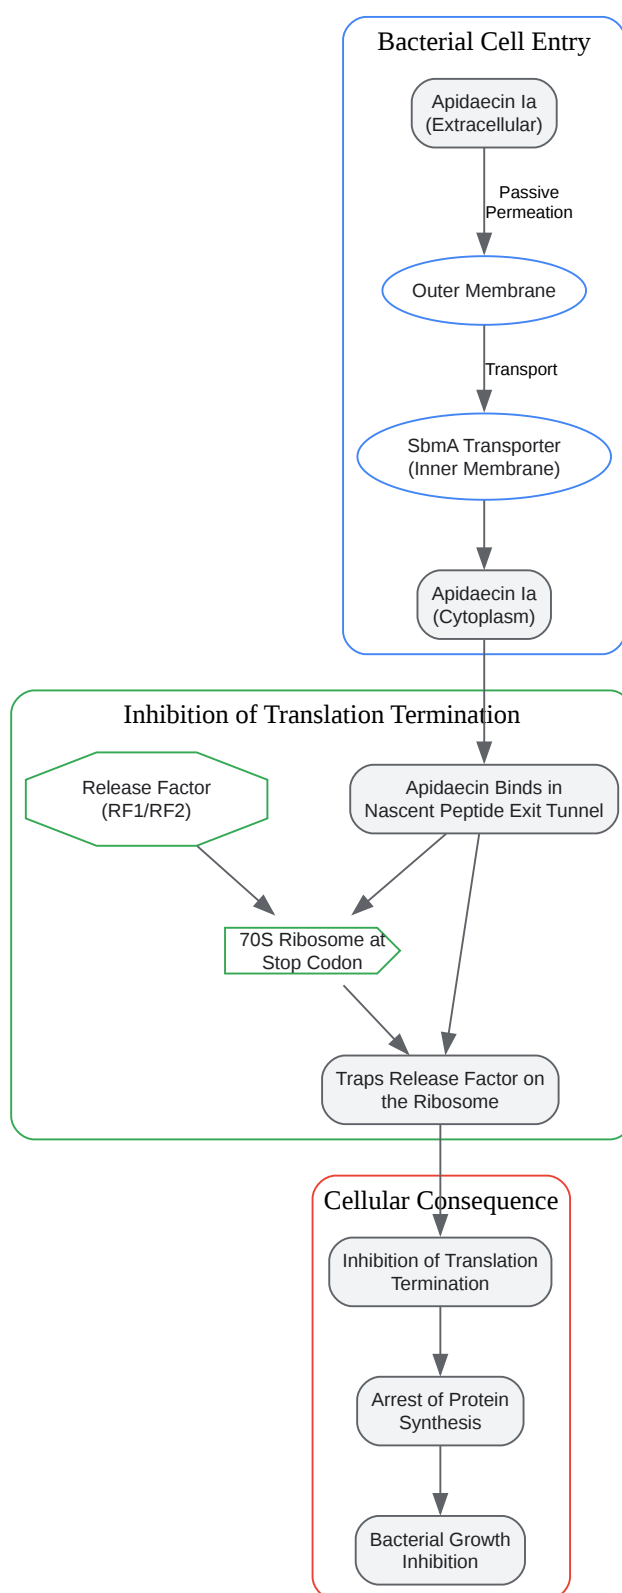 Bacterial Cell Entry
Apidaecin Ia
(Extracellular)
Passive
Permeation
Outer Membrane
Transport
SbmA Transporter
(Inner Membrane)
Apidaecin Ia
(Cytoplasm)
Inhibition of Translation Termination
Release Factor
(RF1/RF2)
Apidaecin Binds in
Nascent Peptide Exit Tunnel
70S Ribosome at
Stop Codon
Traps Release Factor on
the Ribosome
Cellular Consequence
Inhibition of Translation
Termination
Arrest of Protein
Synthesis
Bacterial Growth
Inhibition